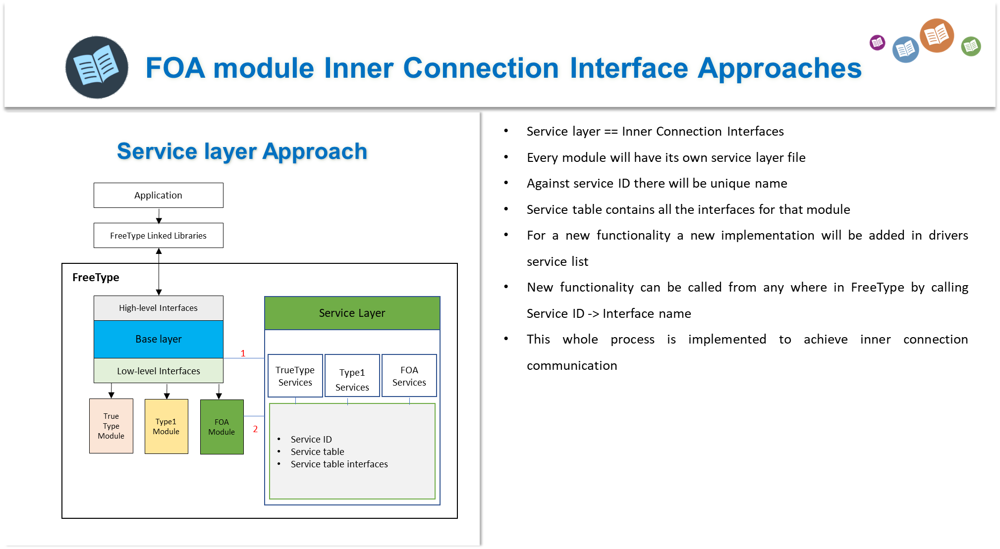 FOA module Inner Connection Interface Approaches
Service layer Approach
Application
FreeType Linked Libraries
FreeType
High-level Interfaces
Base layer
Low-level Interfaces
True
Type
Module
Type1
Module
FOA
Module
1
2
Service Layer
TrueType
Services
Type1
Services
FOA
Services
• Service ID
• Service table
• Service table interfaces
• Service layer == Inner Connection Interfaces
• Every module will have its own service layer file
• Against service ID there will be unique name
• Service table contains all the interfaces for that module
• For a new functionality a new implementation will be added in drivers
service list
• New functionality can be called from any where in FreeType by calling
Service ID -> Interface name
• This whole process is implemented to achieve inner connection
communication